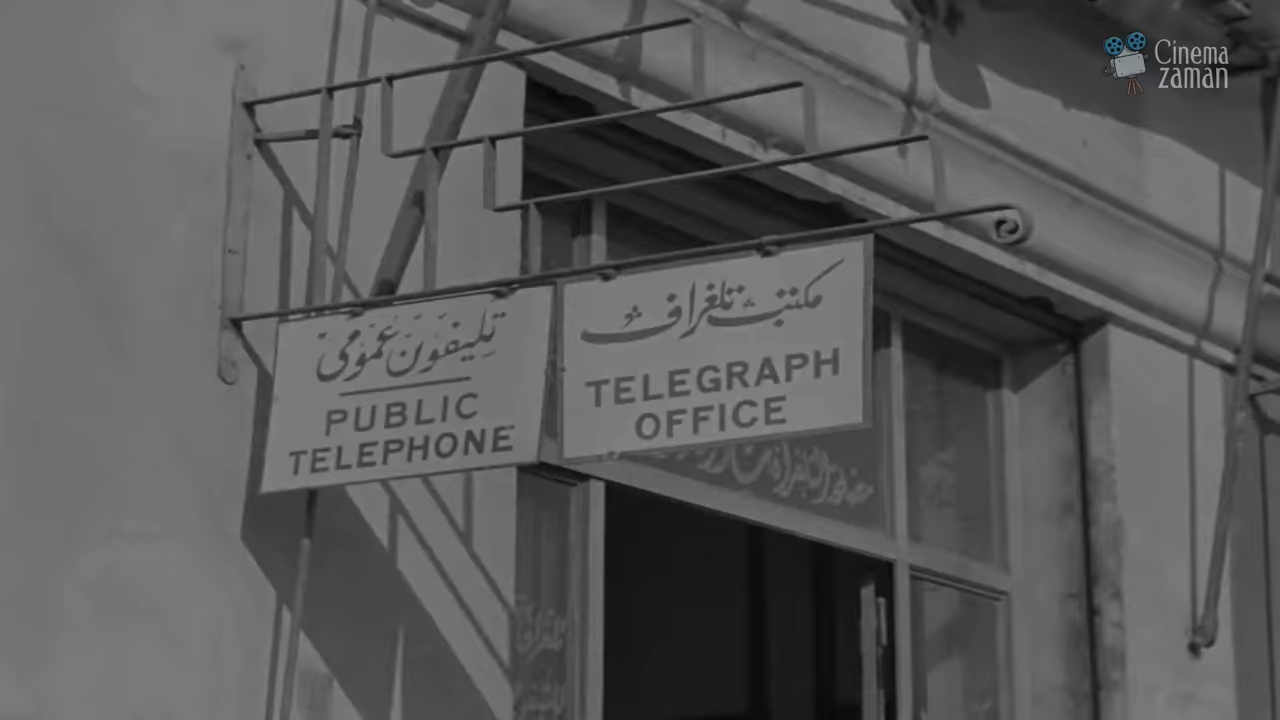 Cinema
zaman
تليفون عمومى
PUBLIC
TELEPHONE
مكتب تلغراف
TELEGRAPH
OFFICE